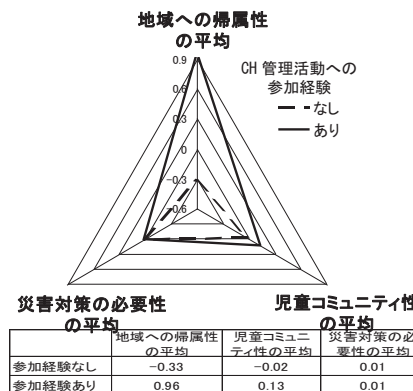 地域への帰属性
の平均
0.9
0.6
0.3
0
-0.3
-0.6
CH 管理活動への
参加経験
なし
あり
災害対策の必要性
の平均
児童コミュニティ性
の平均
地域への帰属性
の平均
児童コミュニ
ティ性の平均
災害対策の必
要性の平均
参加経験なし -0.33 -0.02 0.01
参加経験あり 0.96 0.13 0.01